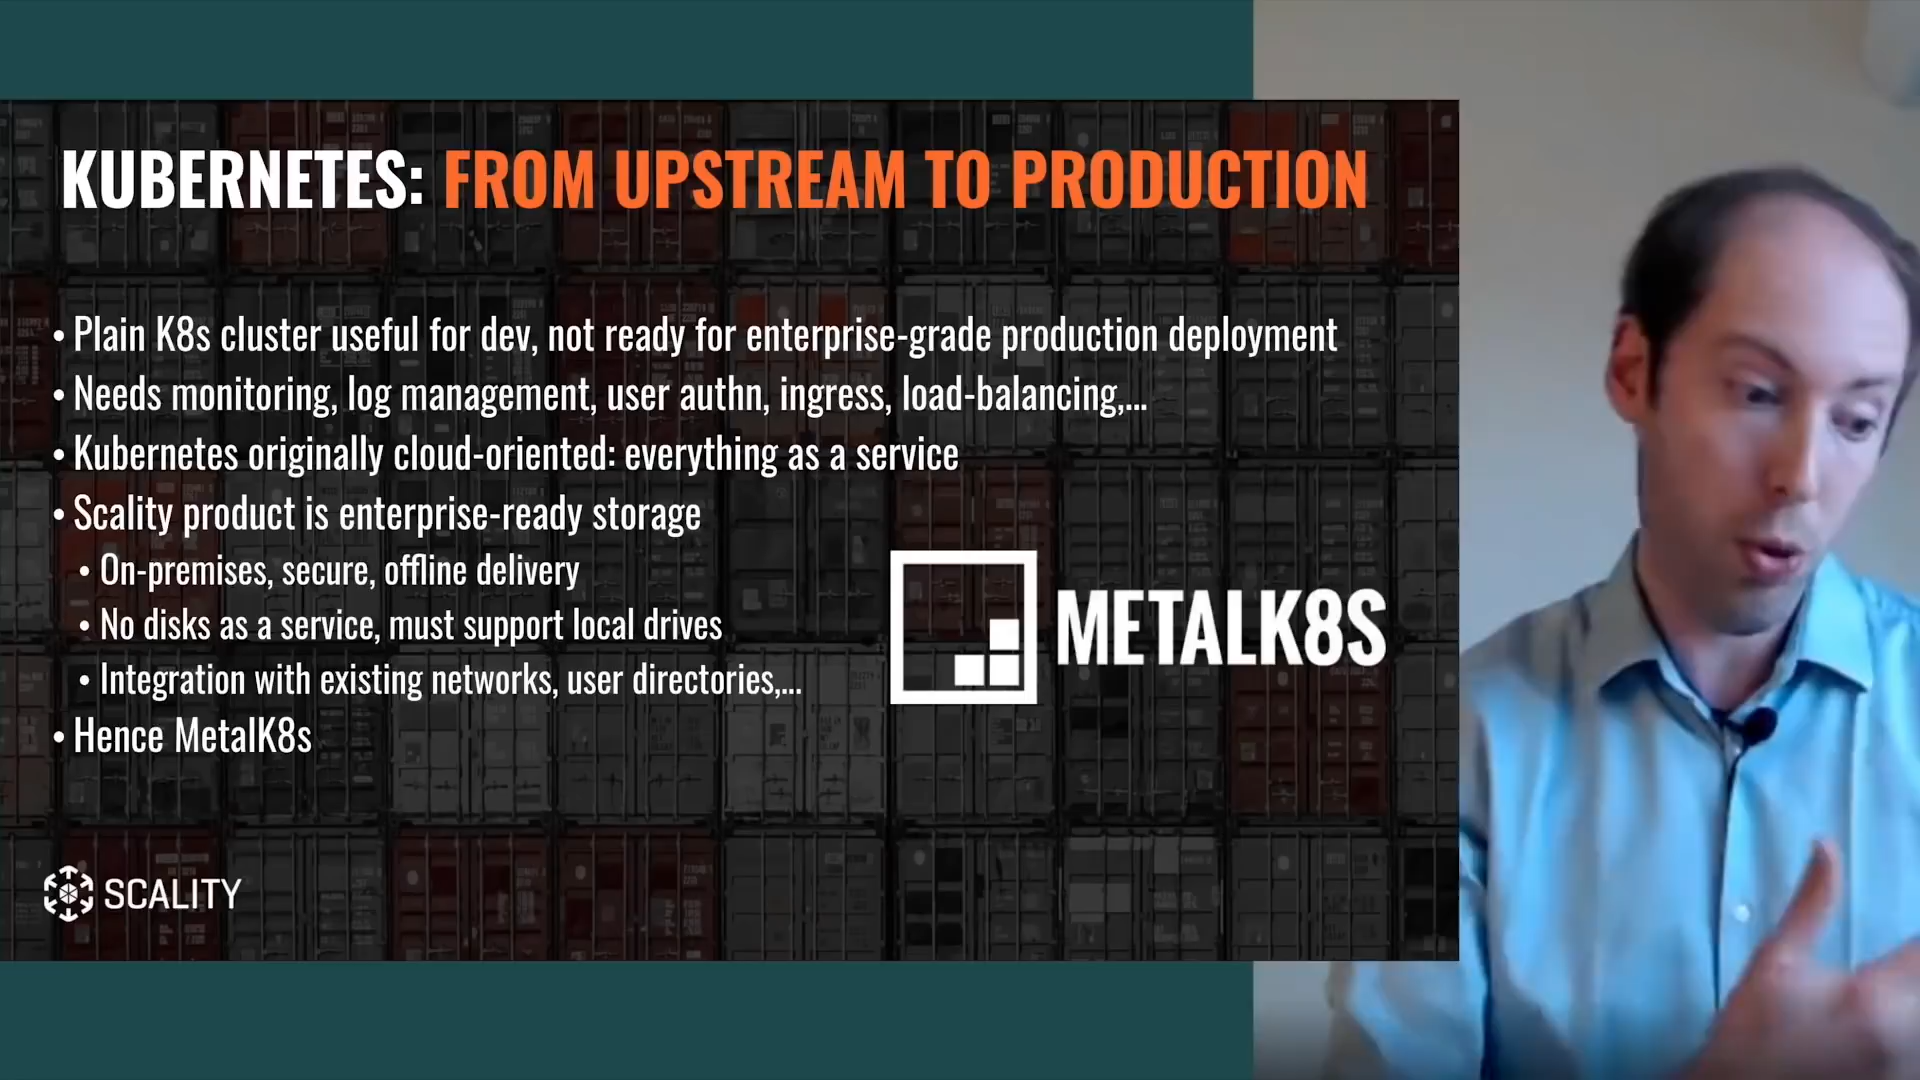 KUBERNETES: FROM UPSTREAM TO PRODUCTION
• Plain K8s cluster useful for dev, not ready for enterprise-grade production deployment
• Needs monitoring, log management, user authn, ingress, load-balancing,...
• Kubernetes originally cloud-oriented: everything as a service
• Scality product is enterprise-ready storage
• On-premises, secure, offline delivery
• No disks as a service, must support local drives
• Integration with existing networks, user directories,...
• Hence MetalK8s
METALK8S
SCALITY